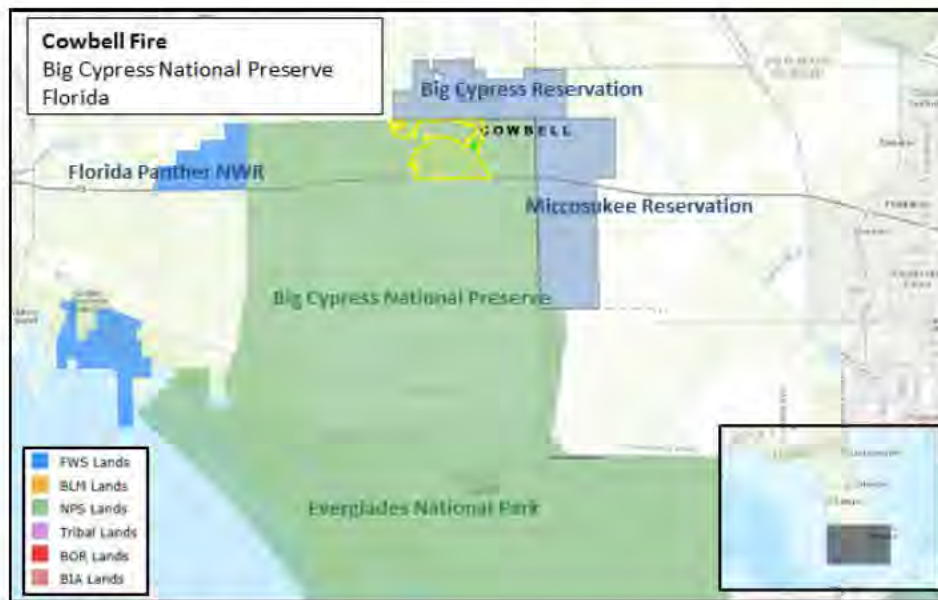 Cowbell Fire
Big Cypress National Preserve
Florida
Big Cypress Reservation
COWBELL
Florida Panther NWR
Miccosukee Reservation
Big Cypress National Preserve
Everglades National Park
FWS Lands
BLM Lands
NPS Lands
Tribal Lands
BOR Lands
BIA Lands